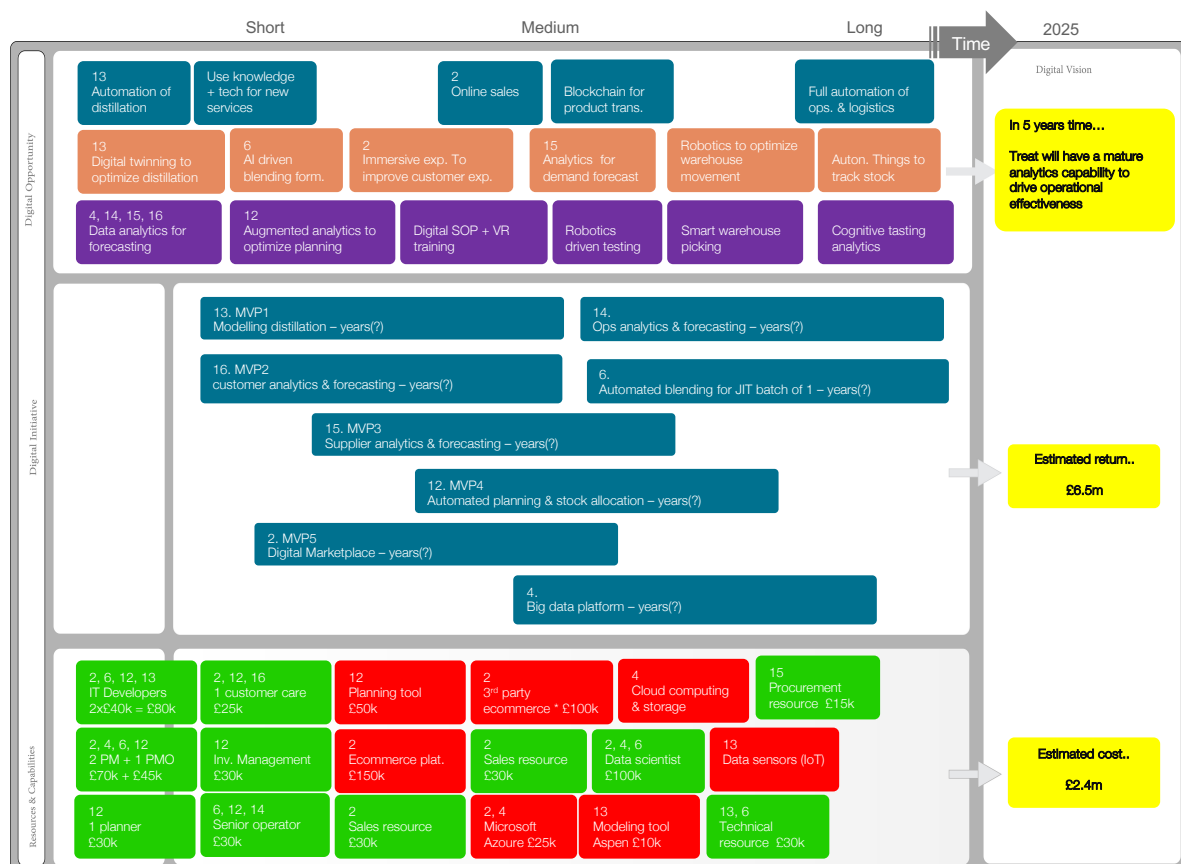 Short
Medium
Long
Time
2025
Digital Vision
Digital Opportunity
13
Automation of
distillation
Use knowledge
+ tech for new
services
2
Online sales
Blockchain for
product trans.
Full automation of
ops. & logistics
13
Digital twinning to
optimize distillation
6
AI driven
blending form.
2
Immersive exp. To
improve customer exp.
15
Analytics for
demand forecast
Robotics to optimize
warehouse
movement
Auton. Things to
track stock
4, 14, 15, 16
Data analytics for
forecasting
12
Augmented analytics to
optimize planning
Digital SOP + VR
training
Robotics
driven testing
Smart warehouse
picking
Cognitive tasting
analytics
In 5 years time…
Treat will have a mature
analytics capability to
drive operational
effectiveness
Digital Initiative
13. MVP1
Modelling distillation – years(?)
14.
Ops analytics & forecasting – years(?)
16. MVP2
customer analytics & forecasting – years(?)
6.
Automated blending for JIT batch of 1 – years(?)
15. MVP3
Supplier analytics & forecasting – years(?)
12. MVP4
Automated planning & stock allocation – years(?)
2. MVP5
Digital Marketplace – years(?)
4.
Big data platform – years(?)
Estimated return..
£6.5m
Resources & Capabilities
2, 6, 12, 13
IT Developers
2x£40k = £80k
2, 12, 16
1 customer care
£25k
12
Planning tool
£50k
2
3rd party
ecommerce * £100k
4
Cloud computing
& storage
15
Procurement
resource £15k
2, 4, 6, 12
2 PM + 1 PMO
£70k + £45k
12
Inv. Management
£30k
2
Ecommerce plat.
£150k
2
Sales resource
£30k
2, 4, 6
Data scientist
£100k
13
Data sensors (IoT)
12
1 planner
£30k
6, 12, 14
Senior operator
£30k
2
Sales resource
£30k
2, 4
Microsoft
Azoure £25k
13
Modeling tool
Aspen £10k
13, 6
Technical
resource £30k
Estimated cost..
£2.4m